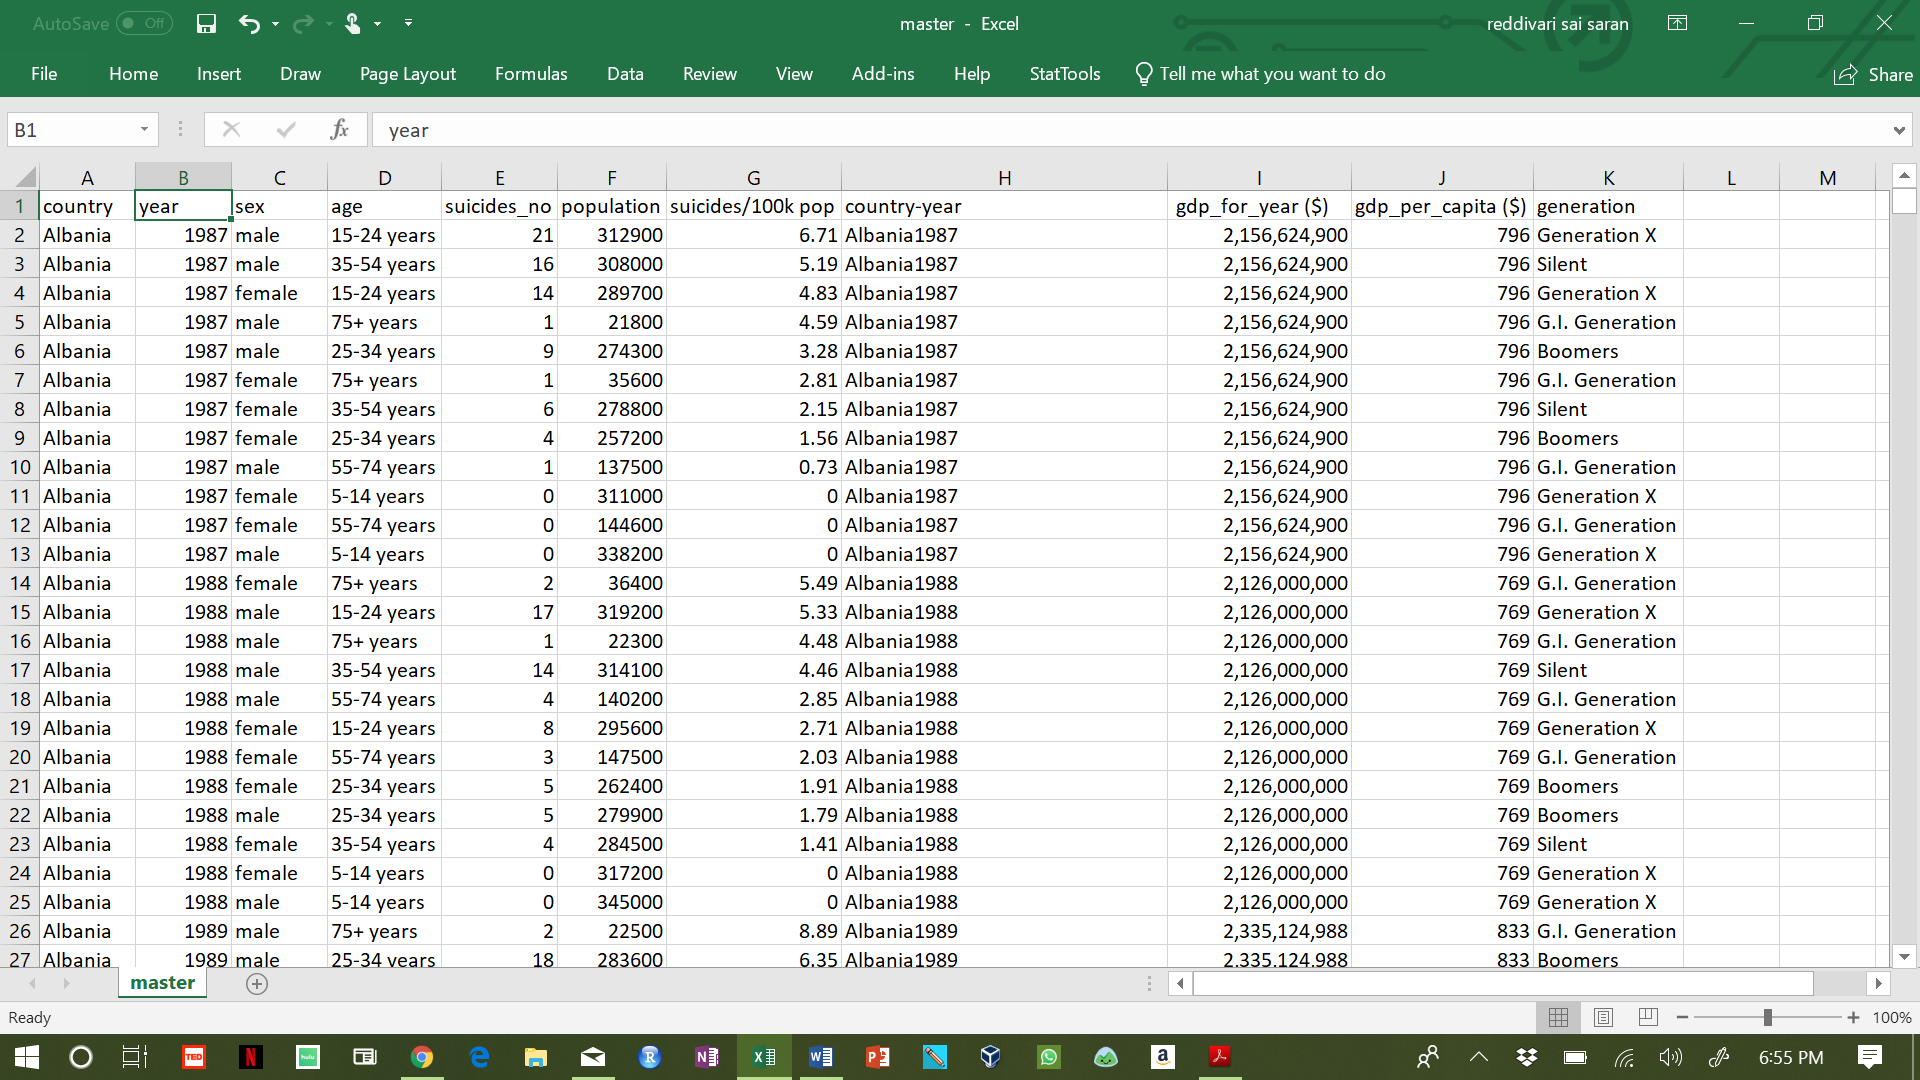 AutoSave Off master - Excel reddivari sai saran
File Home Insert Draw Page Layout Formulas Data Review View Add-ins Help StatTools Tell me what you want to do Share
B1 fx year
A B C D E F G H I J K L M
1 country year sex age suicides_no population suicides/100k pop country-year gdp_for_year ($) gdp_per_capita ($) generation
2 Albania 1987 male 15-24 years 21 312900 6.71 Albania1987 2,156,624,900 796 Generation X
3 Albania 1987 male 35-54 years 16 308000 5.19 Albania1987 2,156,624,900 796 Silent
4 Albania 1987 female 15-24 years 14 289700 4.83 Albania1987 2,156,624,900 796 Generation X
5 Albania 1987 male 75+ years 1 21800 4.59 Albania1987 2,156,624,900 796 G.I. Generation
6 Albania 1987 male 25-34 years 9 274300 3.28 Albania1987 2,156,624,900 796 Boomers
7 Albania 1987 female 75+ years 1 35600 2.81 Albania1987 2,156,624,900 796 G.I. Generation
8 Albania 1987 female 35-54 years 6 278800 2.15 Albania1987 2,156,624,900 796 Silent
9 Albania 1987 female 25-34 years 4 257200 1.56 Albania1987 2,156,624,900 796 Boomers
10 Albania 1987 male 55-74 years 1 137500 0.73 Albania1987 2,156,624,900 796 G.I. Generation
11 Albania 1987 female 5-14 years 0 311000 0 Albania1987 2,156,624,900 796 Generation X
12 Albania 1987 female 55-74 years 0 144600 0 Albania1987 2,156,624,900 796 G.I. Generation
13 Albania 1987 male 5-14 years 0 338200 0 Albania1987 2,156,624,900 796 Generation X
14 Albania 1988 female 75+ years 2 36400 5.49 Albania1988 2,126,000,000 769 G.I. Generation
15 Albania 1988 male 15-24 years 17 319200 5.33 Albania1988 2,126,000,000 769 Generation X
16 Albania 1988 male 75+ years 1 22300 4.48 Albania1988 2,126,000,000 769 G.I. Generation
17 Albania 1988 male 35-54 years 14 314100 4.46 Albania1988 2,126,000,000 769 Silent
18 Albania 1988 male 55-74 years 4 140200 2.85 Albania1988 2,126,000,000 769 G.I. Generation
19 Albania 1988 female 15-24 years 8 295600 2.71 Albania1988 2,126,000,000 769 Generation X
20 Albania 1988 female 55-74 years 3 147500 2.03 Albania1988 2,126,000,000 769 G.I. Generation
21 Albania 1988 female 25-34 years 5 262400 1.91 Albania1988 2,126,000,000 769 Boomers
22 Albania 1988 male 25-34 years 5 279900 1.79 Albania1988 2,126,000,000 769 Boomers
23 Albania 1988 female 35-54 years 4 284500 1.41 Albania1988 2,126,000,000 769 Silent
24 Albania 1988 female 5-14 years 0 317200 0 Albania1988 2,126,000,000 769 Generation X
25 Albania 1988 male 5-14 years 0 345000 0 Albania1988 2,126,000,000 769 Generation X
26 Albania 1989 male 75+ years 2 22500 8.89 Albania1989 2,335,124,988 833 G.I. Generation
27 Albania 1989 male 25-34 years 18 283600 6.35 Albania1989 2,335,124,988 833 Boomers
master
Ready 100%
TED N hulu R N X W P a 6:55 PM